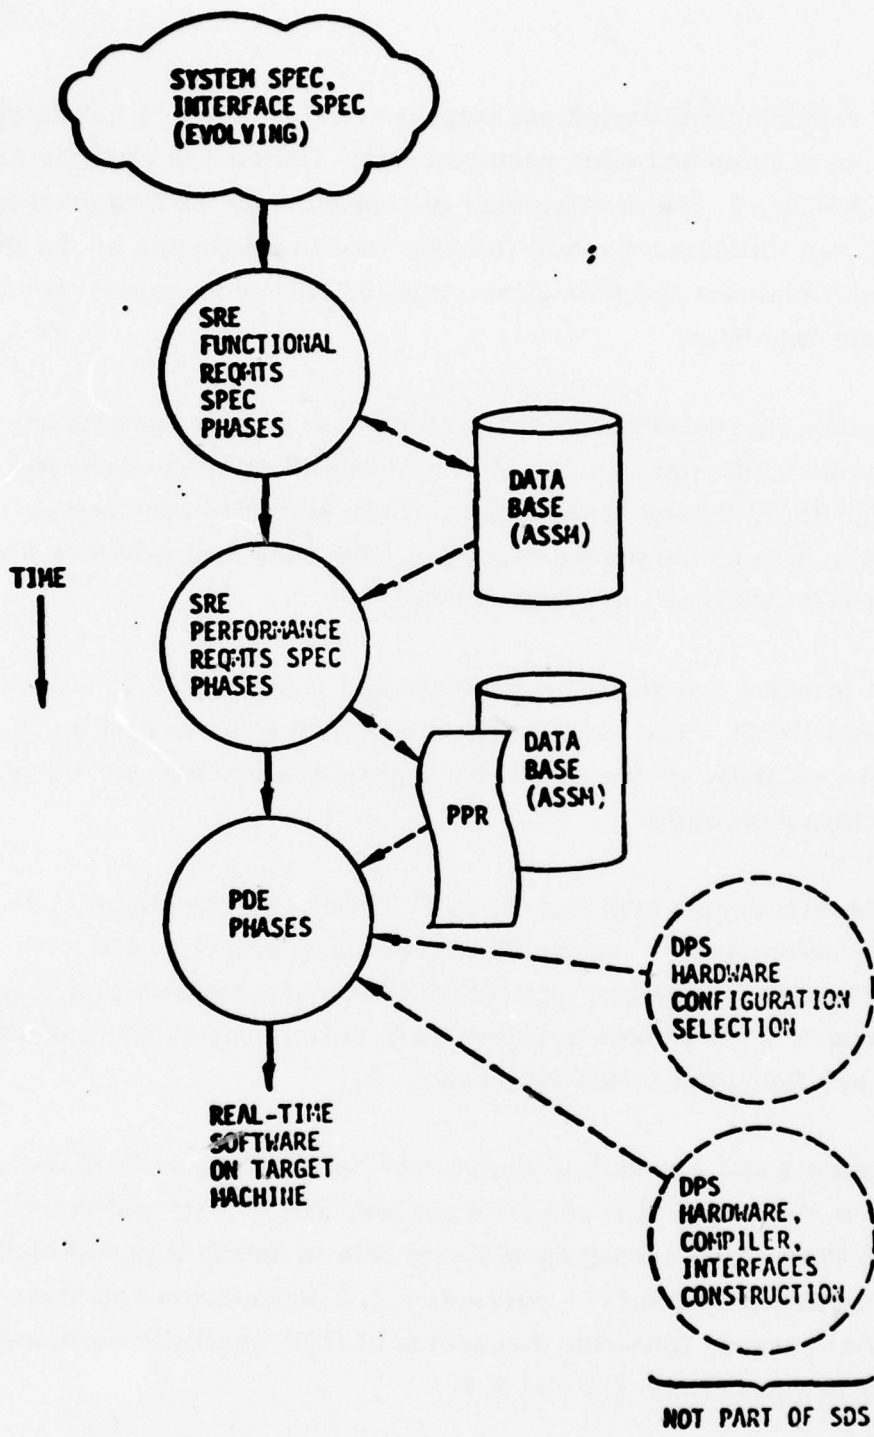 SYSTEM SPEC,
INTERFACE SPEC
(EVOLVING)
SRE
FUNCTIONAL
REQMTS
SPEC
PHASES
DATA
BASE
(ASSM)
TIME
SRE
PERFORMANCE
REQMTS SPEC
PHASES
DATA
BASE
(ASSM)
PPR
PDE
PHASES
DPS
HARDWARE
CONFIGURATION
SELECTION
REAL-TIME
SOFTWARE
ON TARGET
MACHINE
DPS
HARDWARE,
COMPILER,
INTERFACES
CONSTRUCTION
NOT PART OF SDS